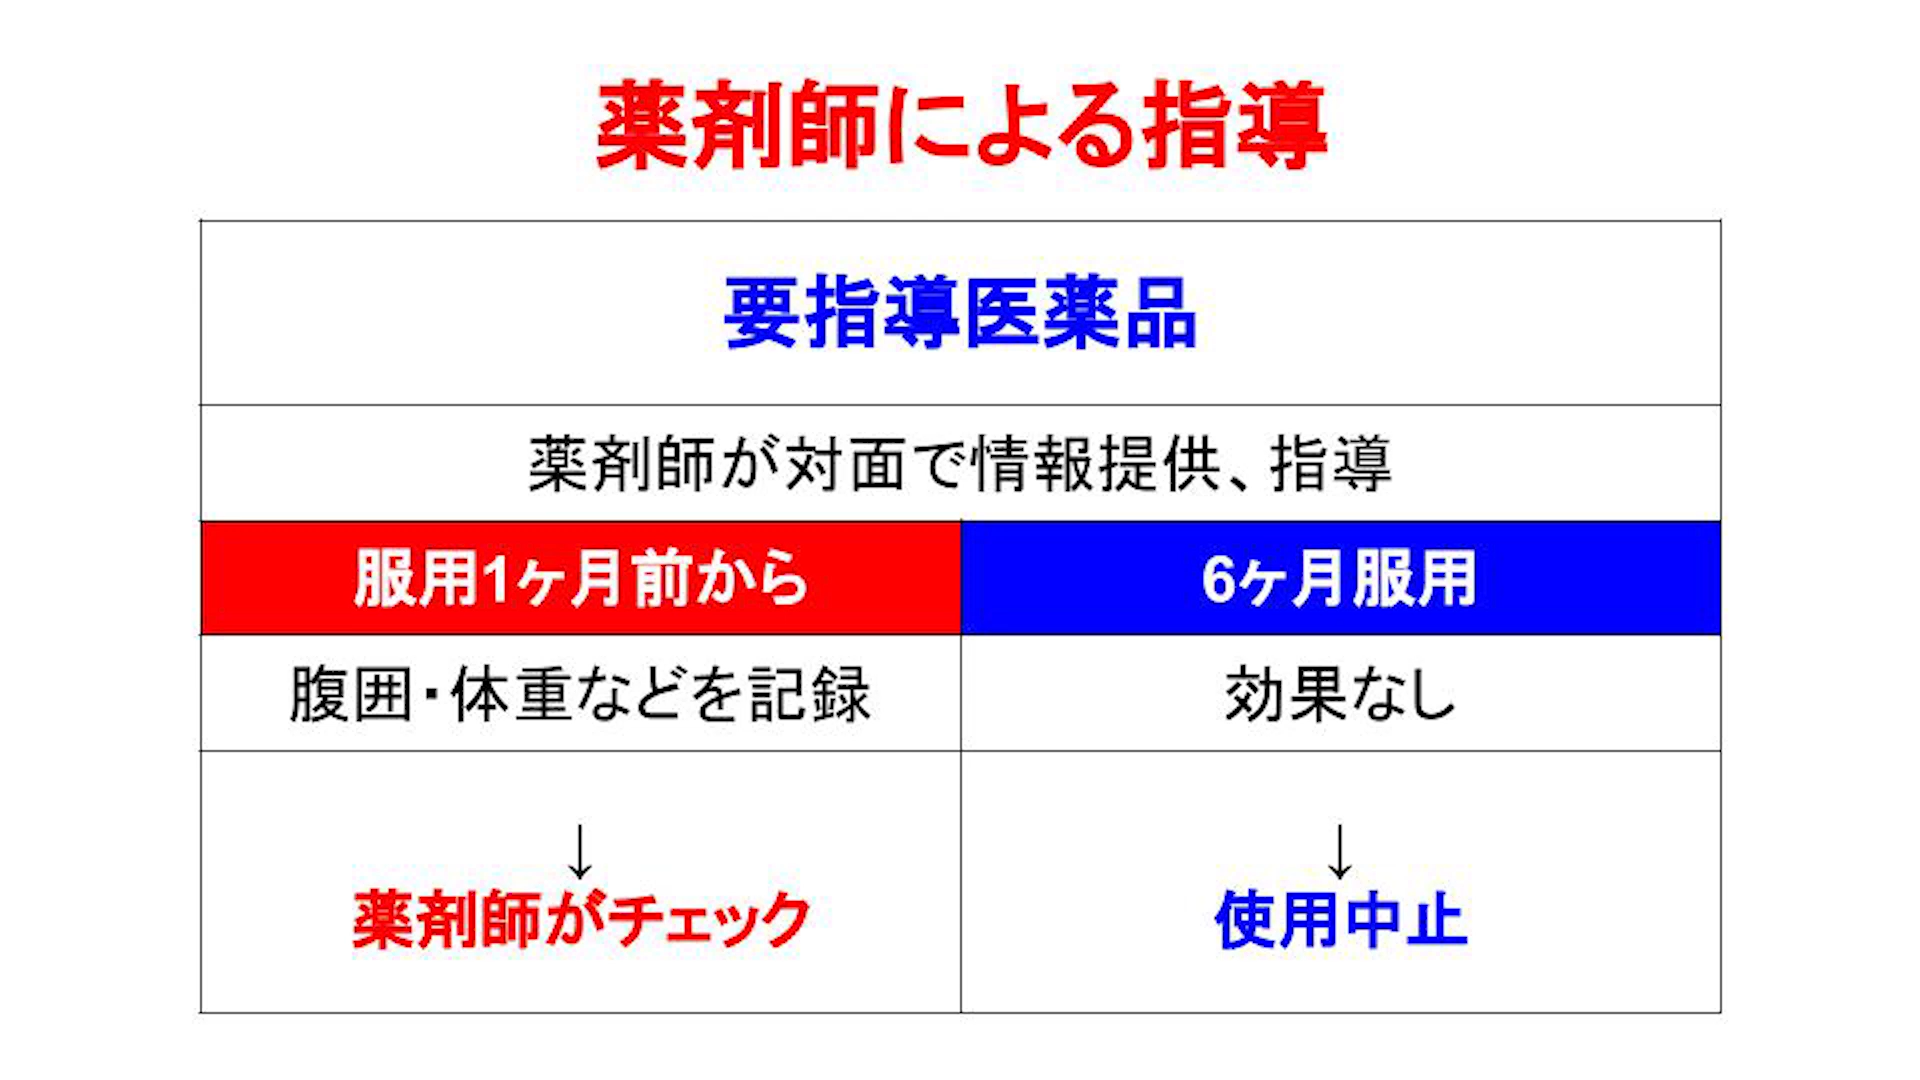 薬剤師による指導
要指導医薬品
薬剤師が対面で情報提供、指導
服用1ヶ月前から
6ヶ月服用
腹囲・体重などを記録
効果なし
↓
薬剤師がチェック
↓
使用中止